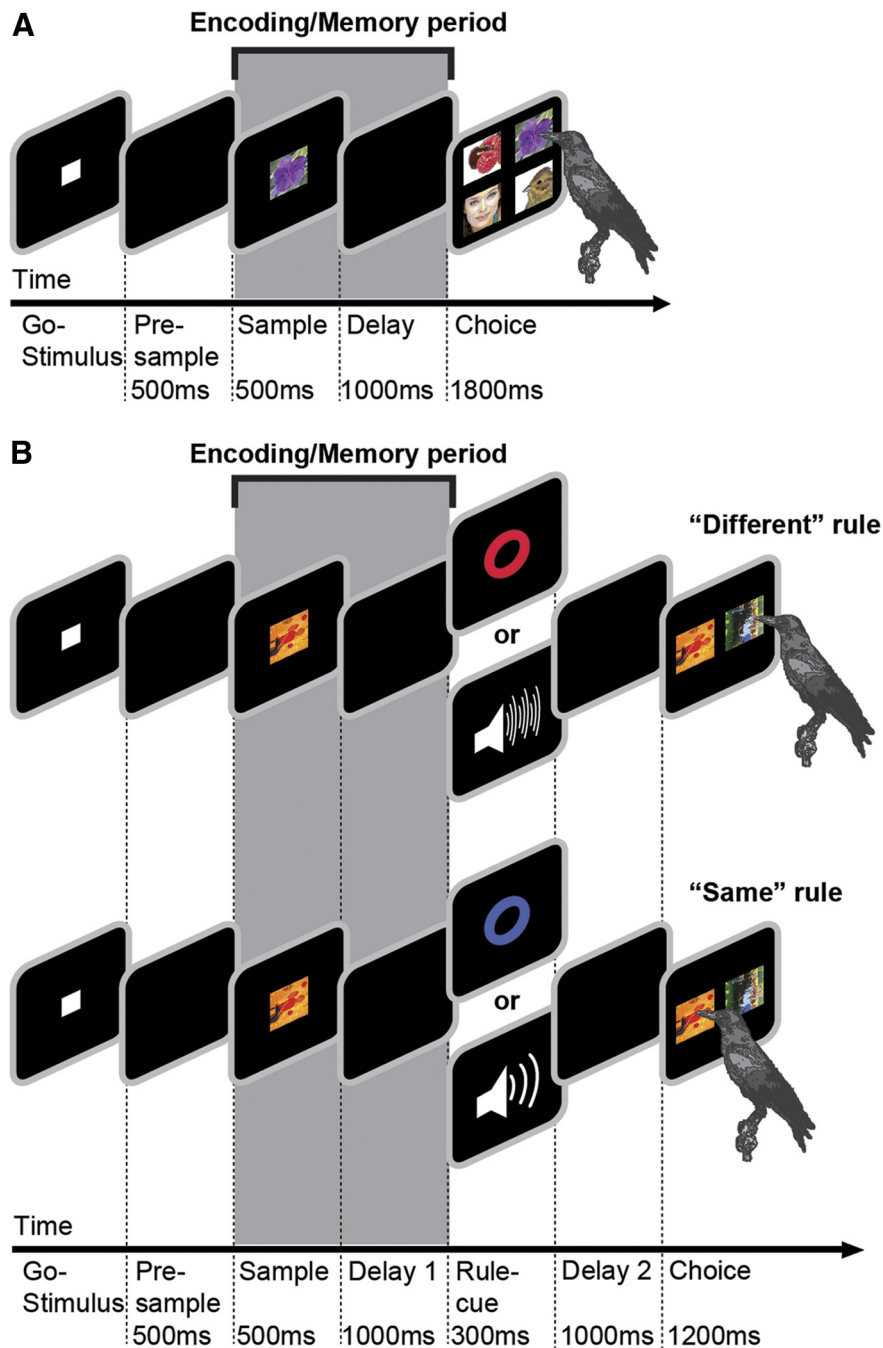 A
Encoding/Memory period
Time
Go-
Stimulus
Pre-
sample
500ms
Sample
500ms
Delay
1000ms
Choice
1800ms
B
Encoding/Memory period
“Different” rule
or
“Same” rule
or
Time
Go-
Stimulus
Pre-
sample
500ms
Sample
500ms
Delay 1
1000ms
Rule-
cue
300ms
Delay 2
1000ms
Choice
1200ms